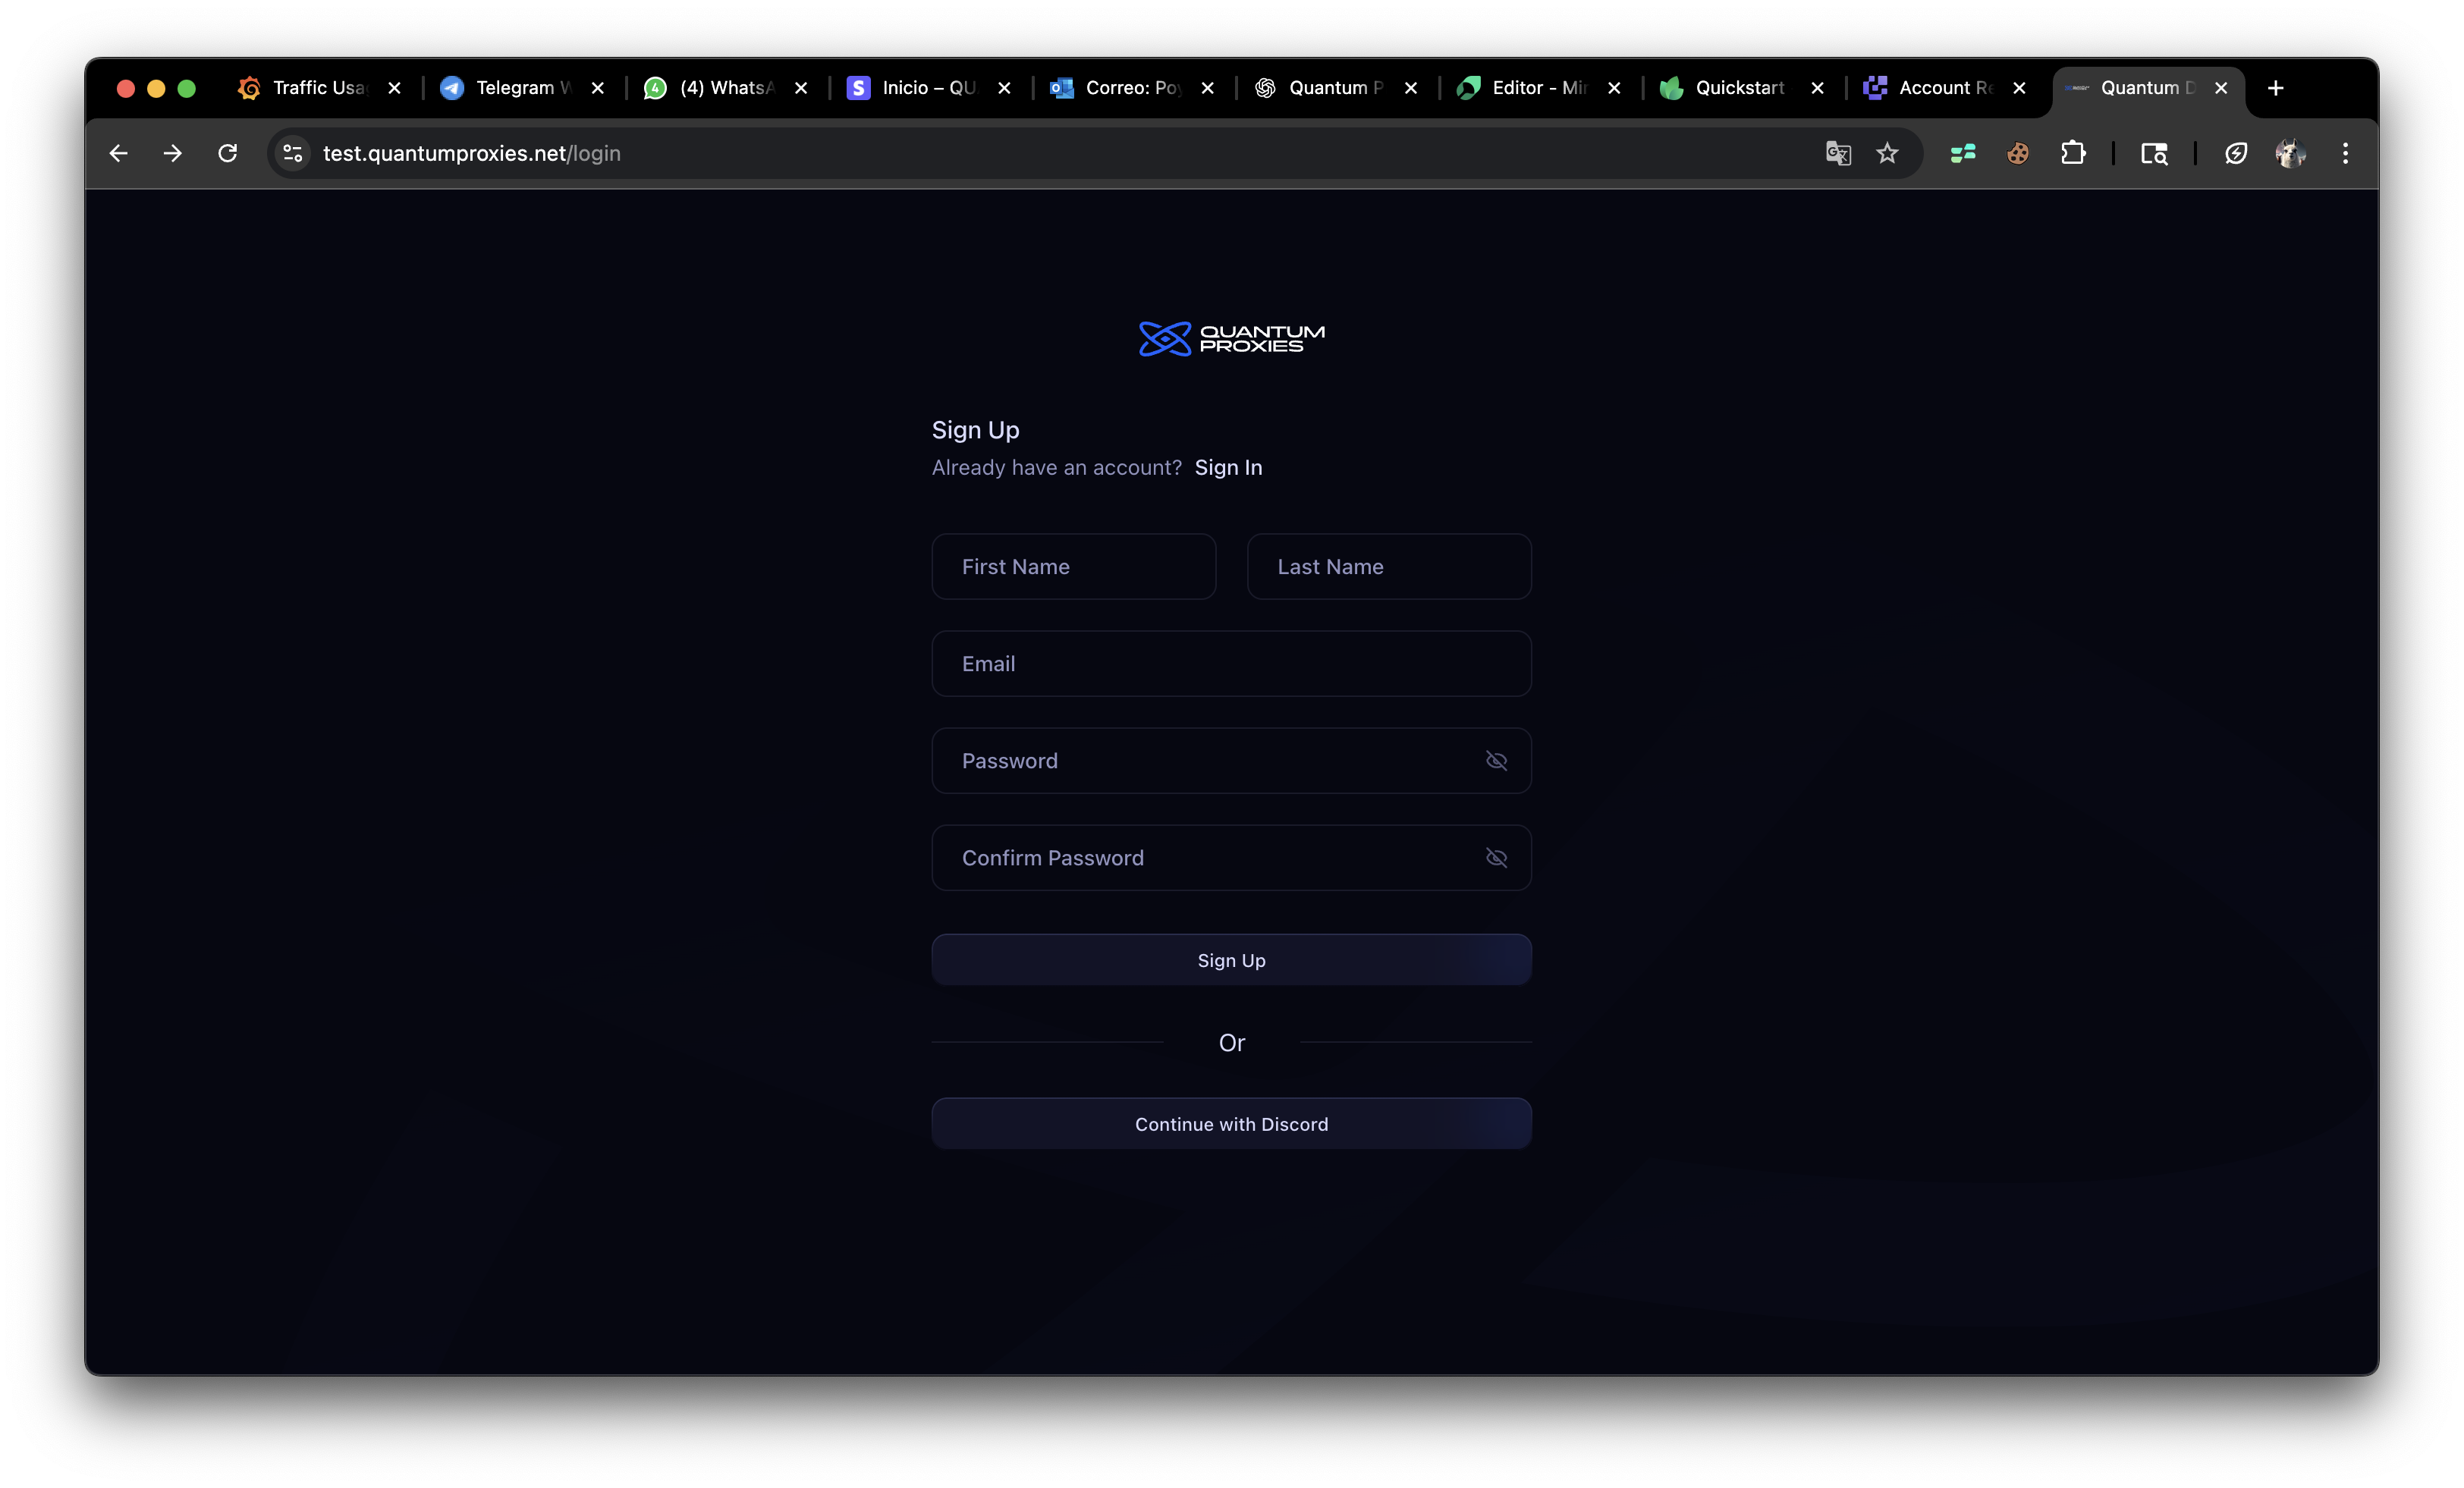 Traffic Usa
Telegram W
(4) WhatsA
Inicio – QU
Correo: Poy
Quantum P
Editor - Min
Quickstart
Account Re
Quantum D
test.quantumproxies.net/login
QUANTUM
PROXIES
Sign Up
Already have an account? Sign In
First Name
Last Name
Email
Password
Confirm Password
Sign Up
Or
Continue with Discord